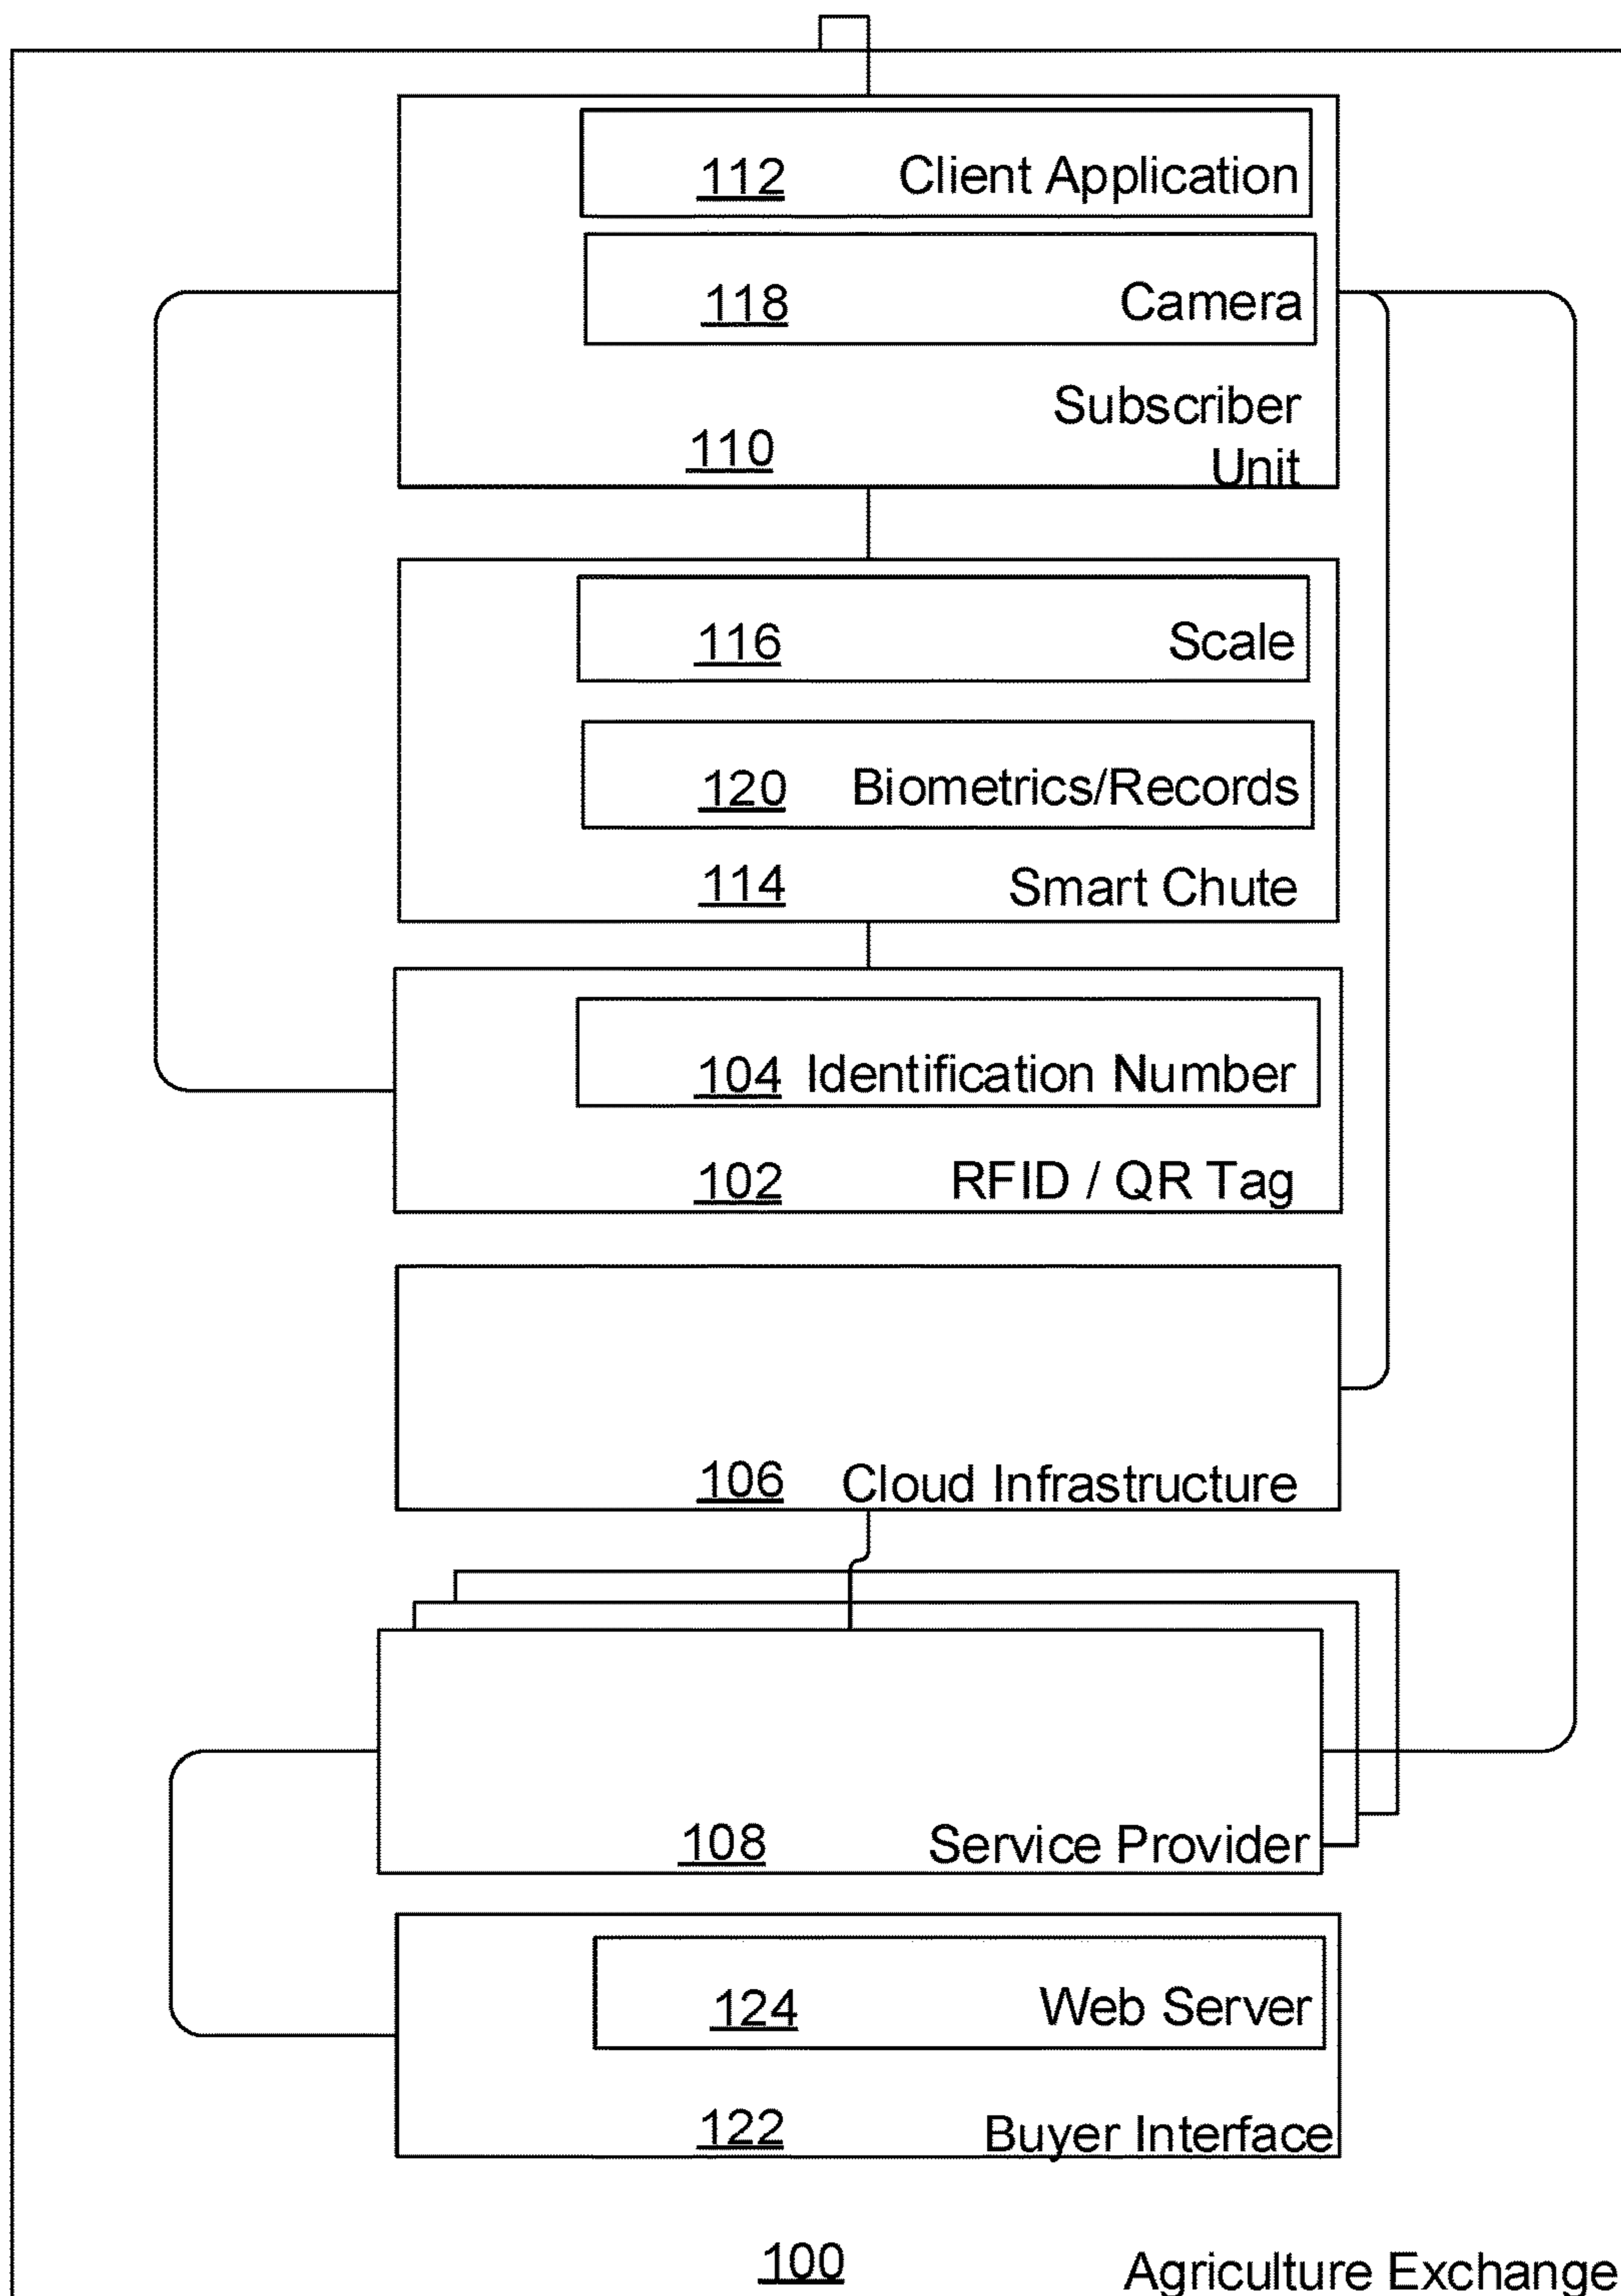 112 Client Application
118 Camera
Subscriber
110 Unit
116 Scale
120 Biometrics/Records
114 Smart Chute
104 Identification Number
102 RFID / QR Tag
106 Cloud Infrastructure
108 Service Provider
124 Web Server
122 Buyer Interface
100 Agriculture Exchange